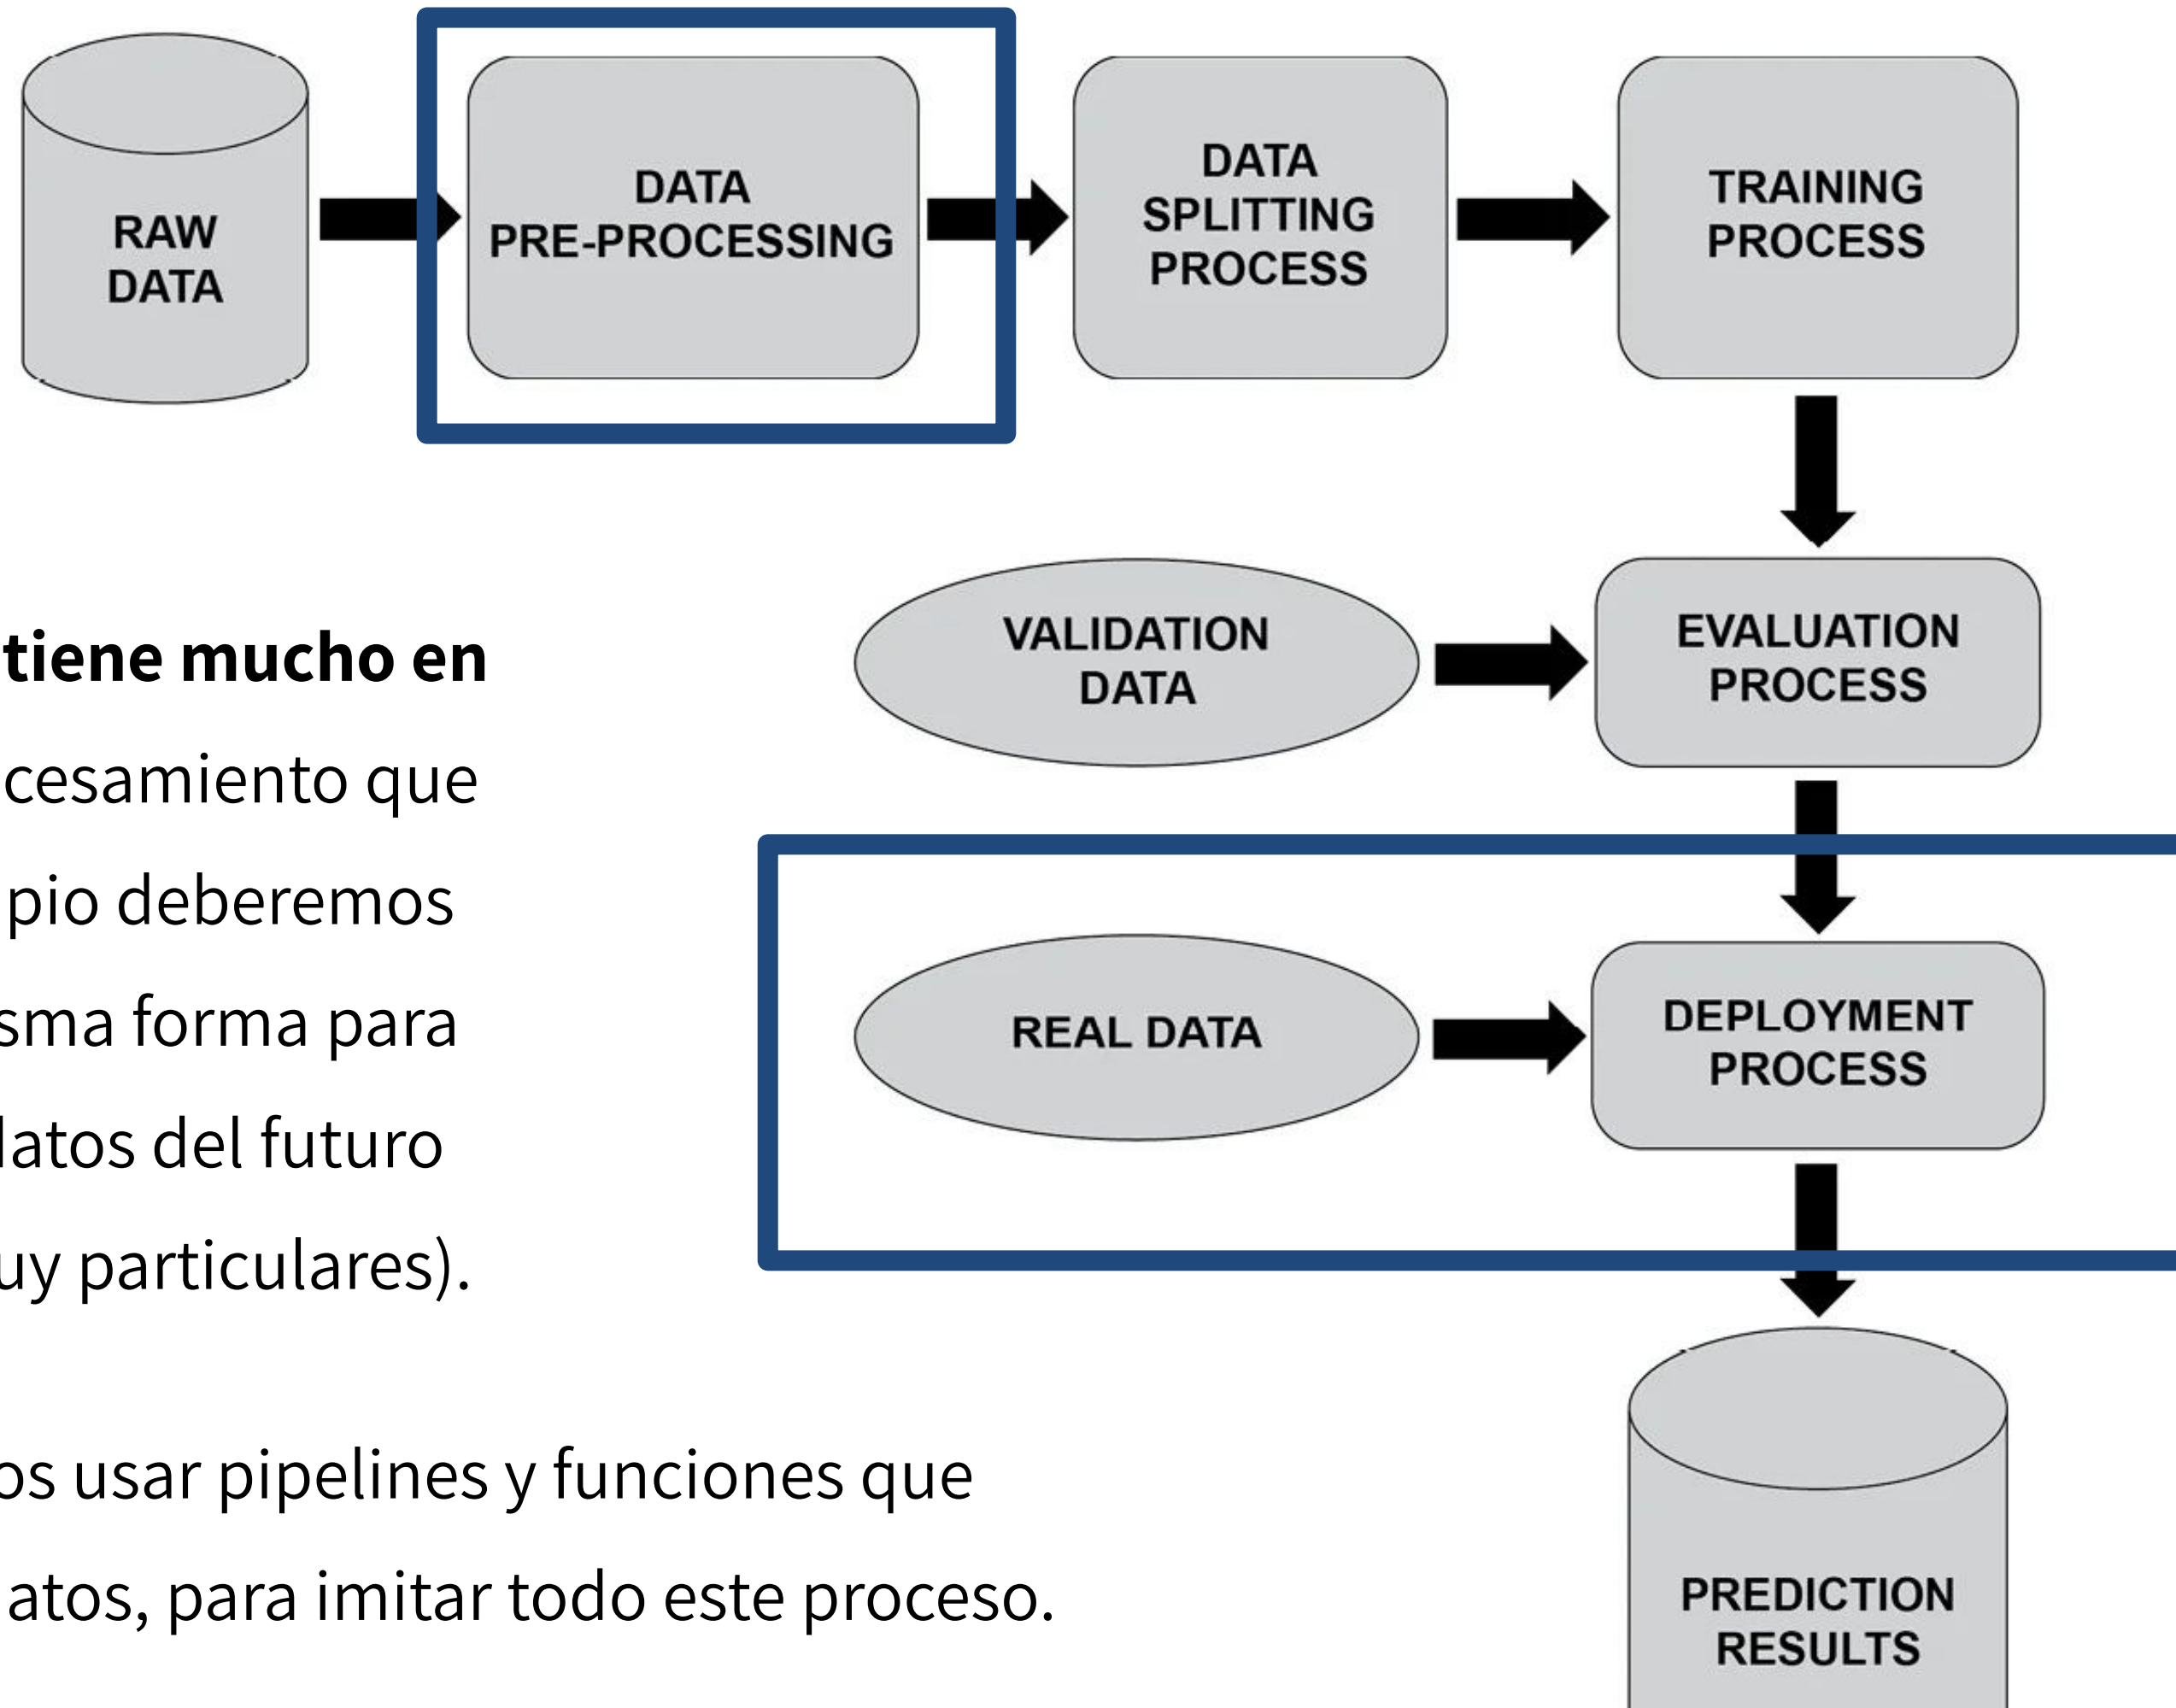 RAW
DATA
DATA
PRE-PROCESSING
DATA
SPLITTING
PROCESS
TRAINING
PROCESS
VALIDATION
DATA
EVALUATION
PROCESS
tiene mucho en
cesamiento que
pio deberemos
sma forma para
datos del futuro
uy particulares).
REAL DATA
DEPLOYMENT
PROCESS
os usar pipelines y funciones que
atos, para imitar todo este proceso.
PREDICTION
RESULTS